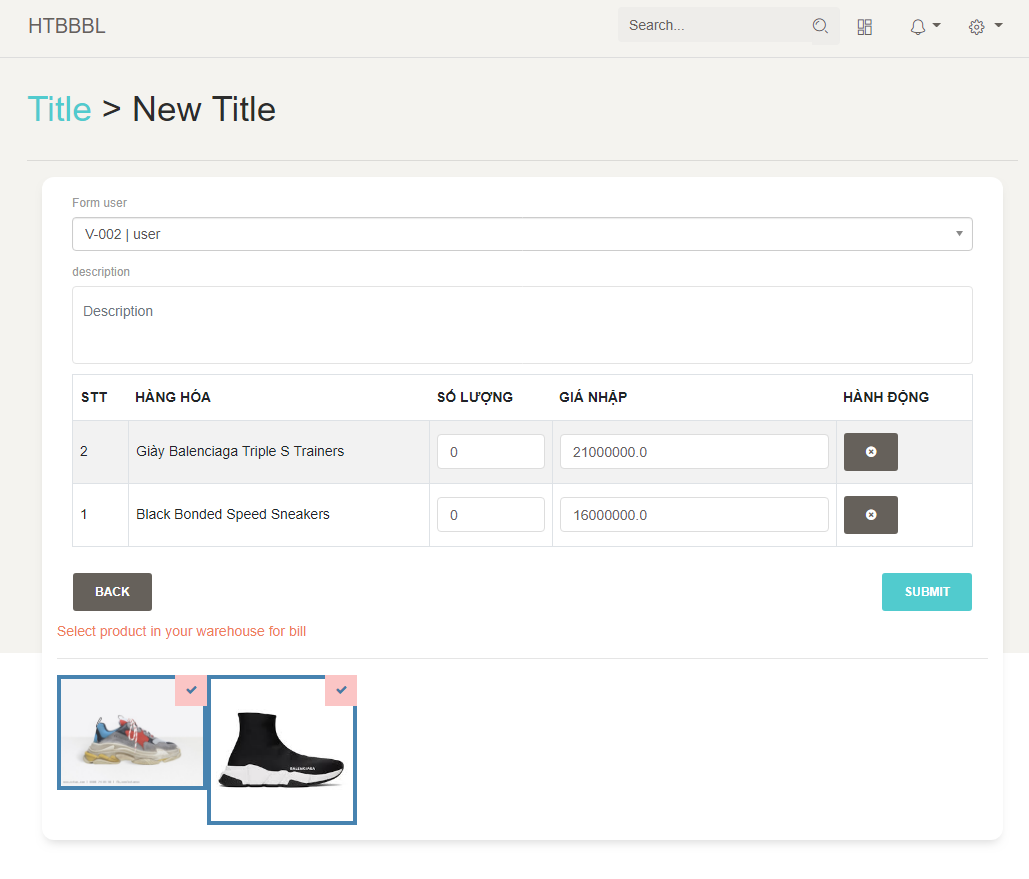 HTBBBL
Search...
Title > New Title
Form user
V-002 | user
description
Description
STT HÀNG HÓA SỐ LƯỢNG GIÁ NHẬP HÀNH ĐỘNG
2 Giày Balenciaga Triple S Trainers 0 21000000.0
1 Black Bonded Speed Sneakers 0 16000000.0
BACK SUBMIT
Select product in your warehouse for bill
BALENCIAGA